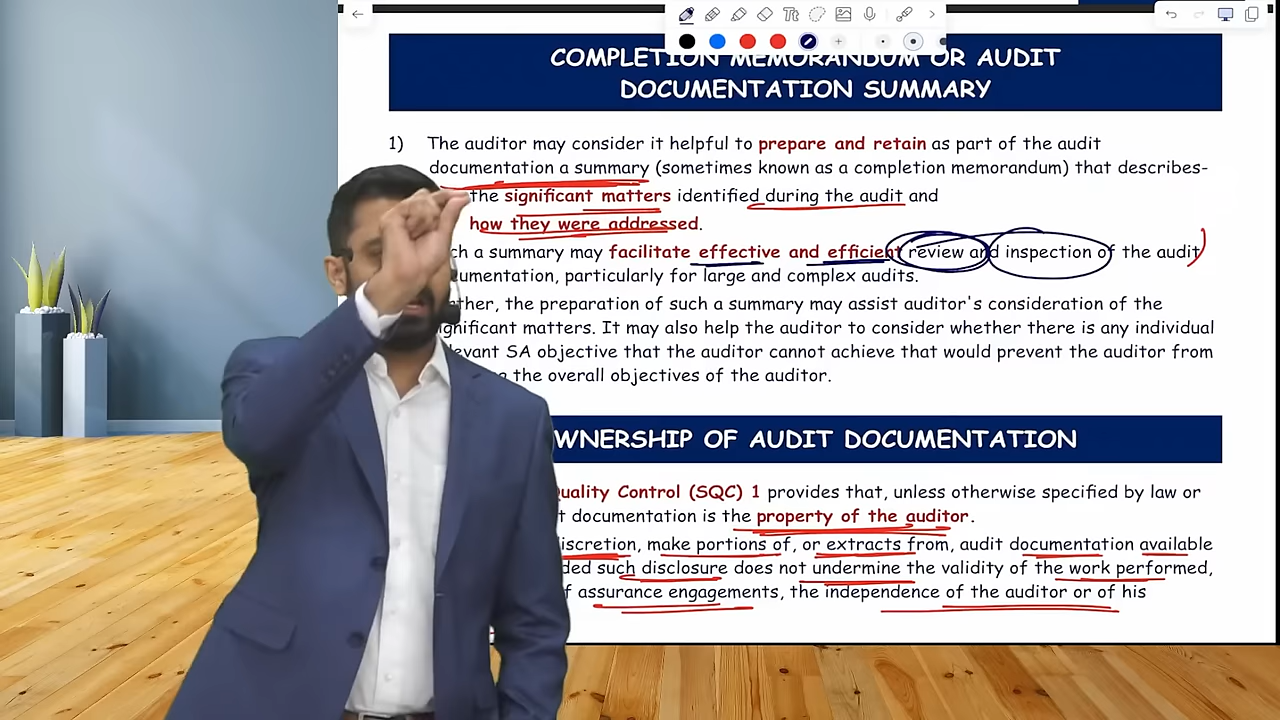 COMPLETION MEMORANDUM OR AUDIT
DOCUMENTATION SUMMARY
1) The auditor may consider it helpful to prepare and retain as part of the audit
documentation a summary (sometimes known as a completion memorandum) that describes-
the significant matters identified during the audit and
how they were addressed.
a summary may facilitate effective and efficient review and inspection of the audit
particularly for large and complex audits.
the preparation of such a summary may assist auditor's consideration of the
matters. It may also help the auditor to consider whether there is any individual
SA objective that the auditor cannot achieve that would prevent the auditor from
the overall objectives of the auditor.
WNERSHIP OF AUDIT DOCUMENTATION
uality Control (SQC) 1 provides that, unless otherwise specified by law or
documentation is the property of the auditor.
iscretion, make portions of, or extracts from, audit documentation available
such disclosure does not undermine the validity of the work performed,
assurance engagements, the independence of the auditor or of his